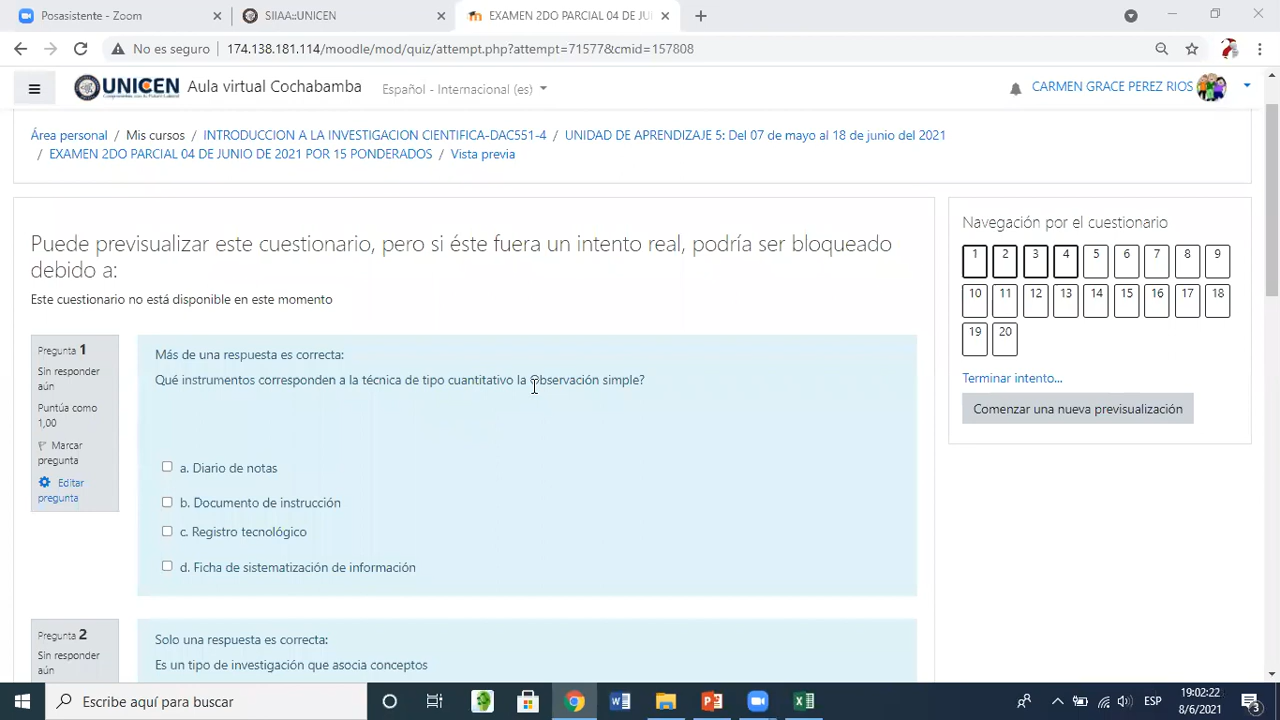 Posasistente - Zoom
SIIAA::UNICEN
EXAMEN 2DO PARCIAL 04 DE JU
No es seguro
174.138.181.114/moodle/mod/quiz/attempt.php?attempt=71577&cmid=157808
UNICEN
Aula virtual Cochabamba
Español - Internacional (es)
CARMEN GRACE PEREZ RIOS
Área personal / Mis cursos / INTRODUCCION A LA INVESTIGACION CIENTIFICA-DAC551-4 / UNIDAD DE APRENDIZAJE 5: Del 07 de mayo al 18 de junio del 2021
/ EXAMEN 2DO PARCIAL 04 DE JUNIO DE 2021 POR 15 PONDERADOS / Vista previa
Puede previsualizar este cuestionario, pero si éste fuera un intento real, podría ser bloqueado
debido a:
Este cuestionario no está disponible en este momento
Pregunta 1
Sin responder
aún
Puntúa como
1,00
Marcar
pregunta
Editar
pregunta
Más de una respuesta es correcta:
Qué instrumentos corresponden a la técnica de tipo cuantitativo la observación simple?
a. Diario de notas
b. Documento de instrucción
c. Registro tecnológico
d. Ficha de sistematización de información
Pregunta 2
Sin responder
aún
Solo una respuesta es correcta:
Es un tipo de investigación que asocia conceptos
Navegación por el cuestionario
1 2 3 4 5 6 7 8 9
10 11 12 13 14 15 16 17 18
19 20
Terminar intento...
Comenzar una nueva previsualización
Escribe aquí para buscar
ESP
19:02:22
8/6/2021
3